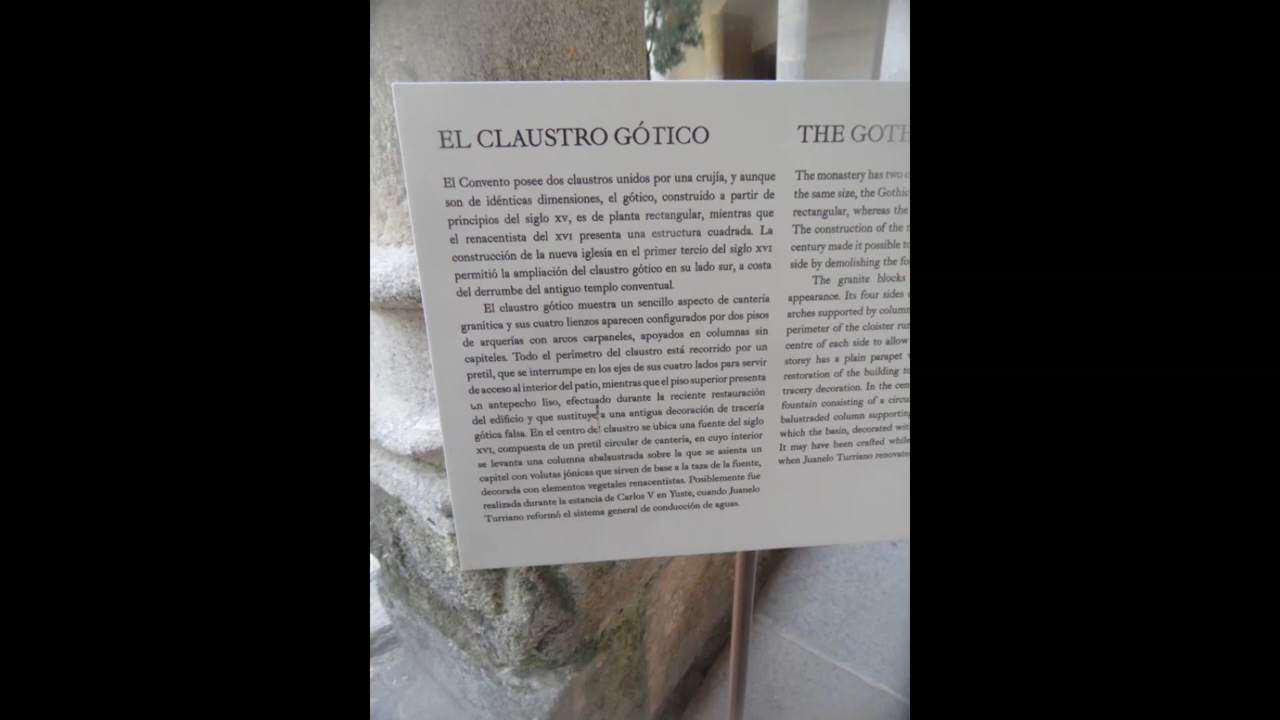 EL CLAUSTRO GÓTICO
El Convento posee dos claustros unidos por una crujía, y aunque
son de idénticas dimensiones, el gótico, construido a partir de
principios del siglo XV, es de planta rectangular, mientras que
el renacentista del XVI presenta una estructura cuadrada. La
construcción de la nueva iglesia en el primer tercio del siglo XVI
permitió la ampliación del claustro gótico en su lado sur, a costa
del derrumbe del antiguo templo conventual.
El claustro gótico muestra un sencillo aspecto de cantería
granítica y sus cuatro lienzos aparecen configurados por dos pisos
de arquerías con arcos carpaneles, apoyados en columnas sin
capiteles. Todo el perímetro del claustro está recorrido por un
pretil, que se interrumpe en los ejes de sus cuatro lados para servir
de acceso al interior del patio, mientras que el piso superior presenta
un antepecho liso, efectuado durante la reciente restauración
del edificio y que sustituye a una antigua decoración de tracería
gótica falsa. En el centro del claustro se ubica una fuente del siglo
XVI, compuesta de un pretil circular de cantería, en cuyo interior
se levanta una columna abalaustrada sobre la que se asienta un
capitel con volutas jónicas que sirven de base a la taza de la fuente,
decorada con elementos vegetales renacentistas. Posiblemente fue
realizada durante la estancia de Carlos V en Yuste, cuando Juanelo
Turriano reformó el sistema general de conducción de aguas.
THE GOTH
The monastery has two c
the same size, the Gothic
rectangular, whereas the
The construction of the
century made it possible to
side by demolishing the fo
The granite blocks
appearance. Its four sides
arches supported by column
perimeter of the cloister ru
centre of each side to allow
storey has a plain parapet
restoration of the building to
tracery decoration. In the cen
fountain consisting of a circu
balustraded column supporting
which the basin, decorated wit
It may have been crafted while
when Juanelo Turriano renovate